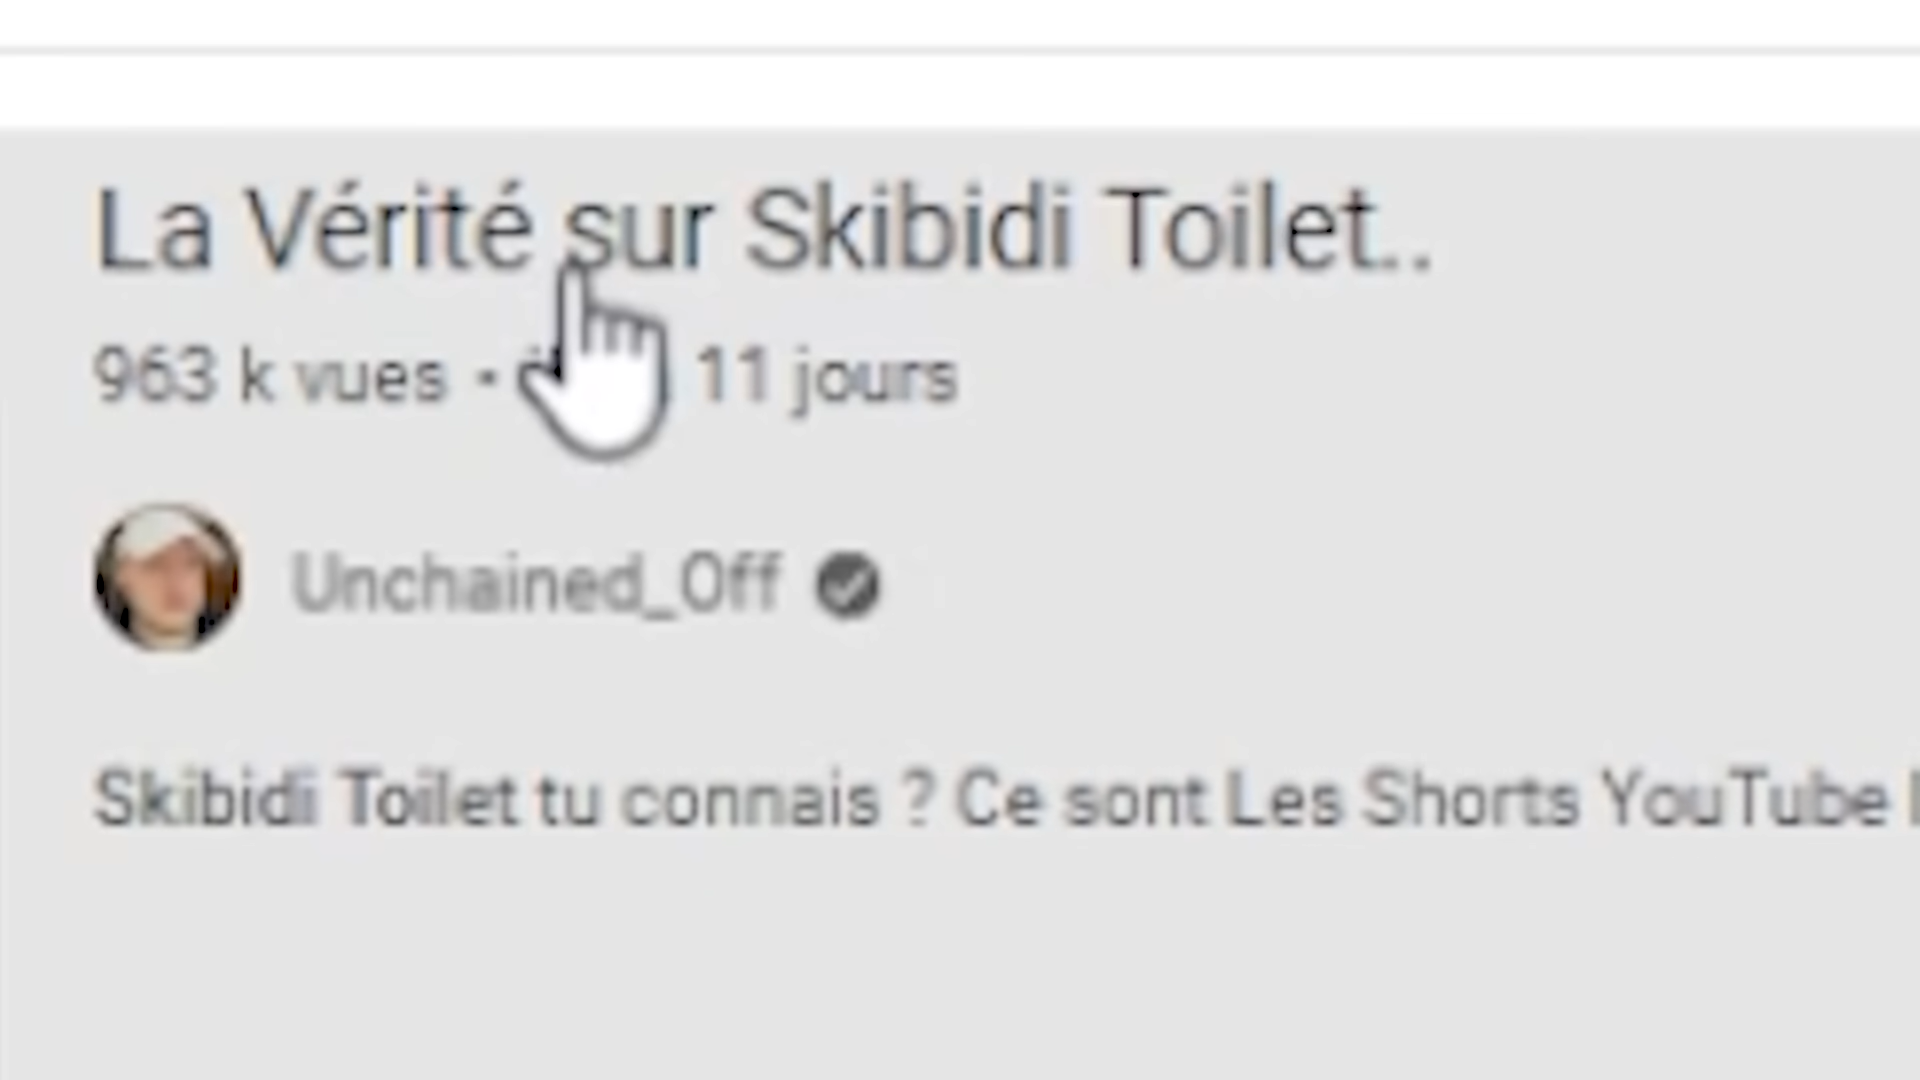 La Vérité sur Skibidi Toilet..
963 k vues • 11 jours
Unchained_Off
Skibidi Toilet tu connais ? Ce sont Les Shorts YouTube